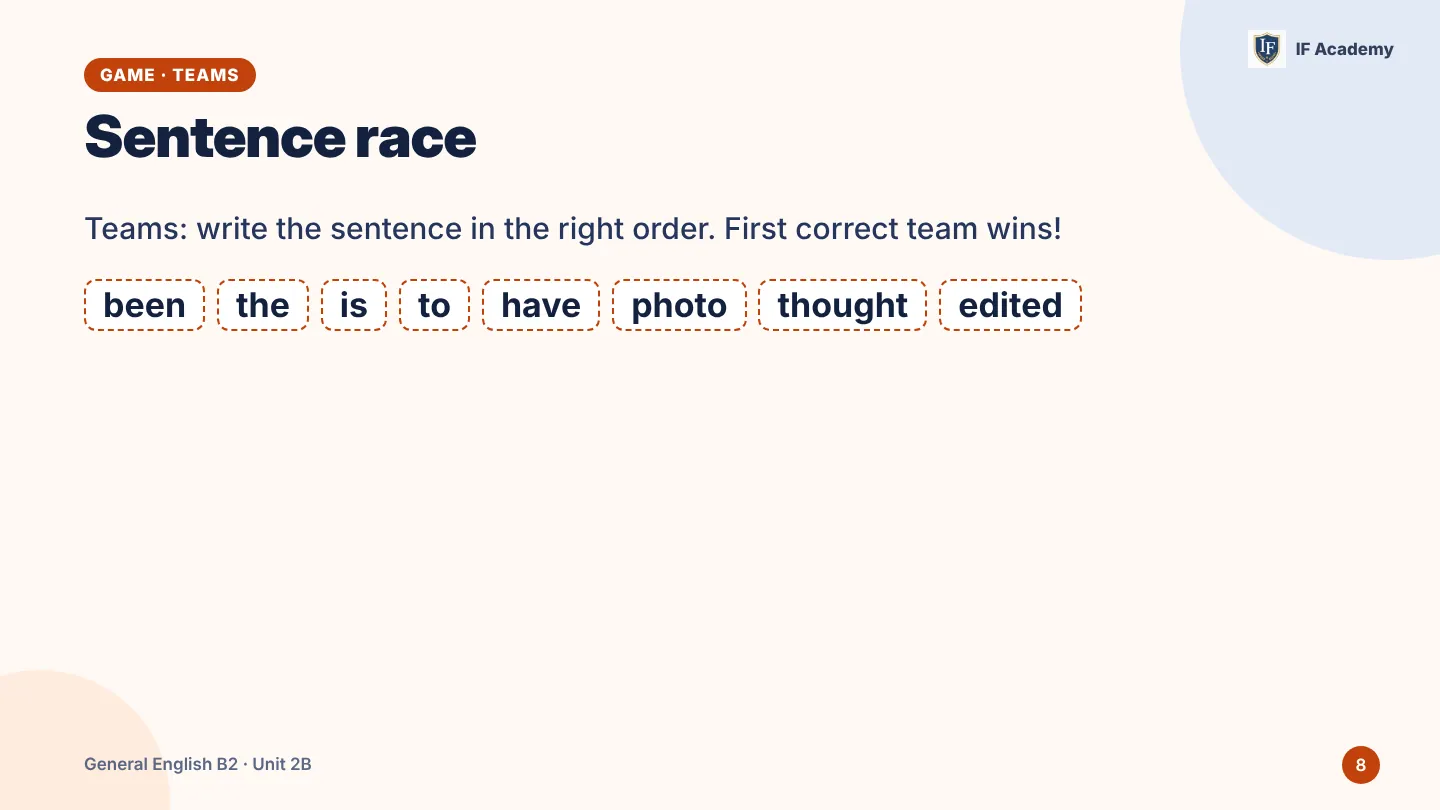 IF IF Academy
GAME · TEAMS
Sentence race
Teams: write the sentence in the right order. First correct team wins!
been the is to have photo thought edited
General English B2 · Unit 2B
8